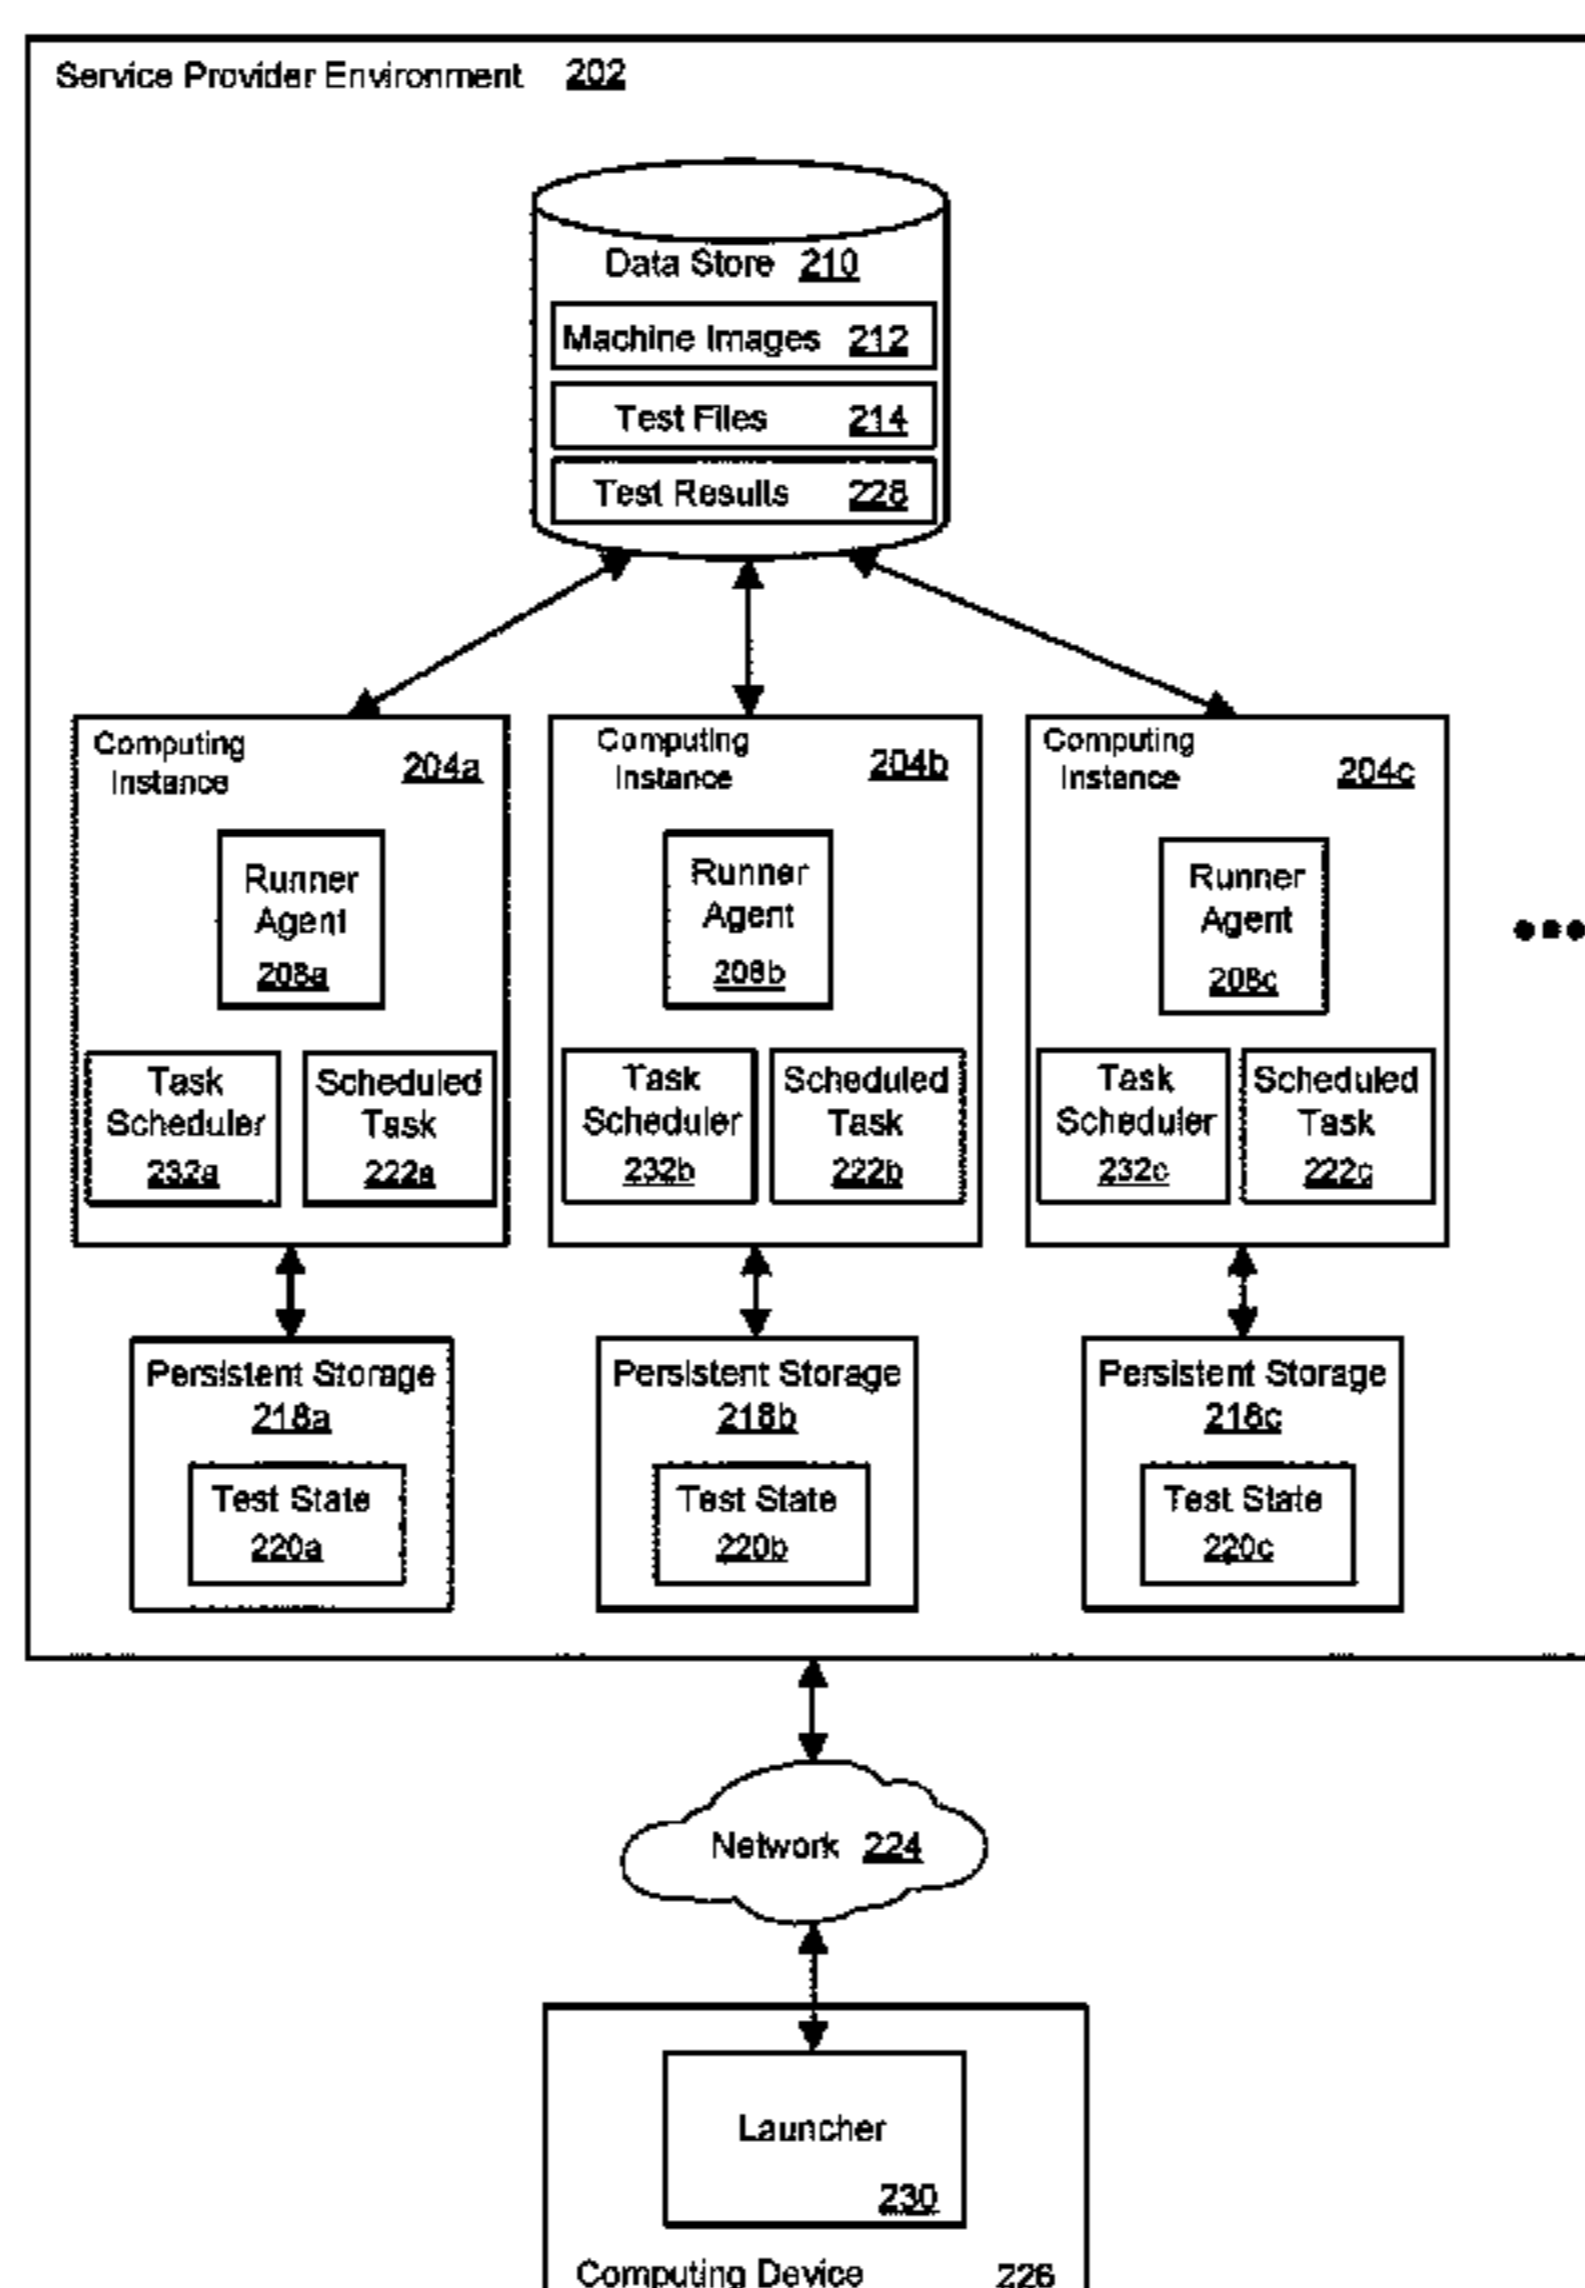 Service Provider Environment 202
Data Store 210
Machine Images 212
Test Files 214
Test Results 228
Computing
Instance
204a
Runner
Agent
208a
Task
Scheduler
232a
Scheduled
Task
222a
Computing
Instance
204b
Runner
Agent
208b
Task
Scheduler
232b
Scheduled
Task
222b
Computing
Instance
204c
Runner
Agent
208c
Task
Scheduler
232c
Scheduled
Task
222c
Persistent Storage
218a
Test State
220a
Persistent Storage
218b
Test State
220b
Persistent Storage
218c
Test State
220c
Network 224
Launcher
230
Computing Device 226